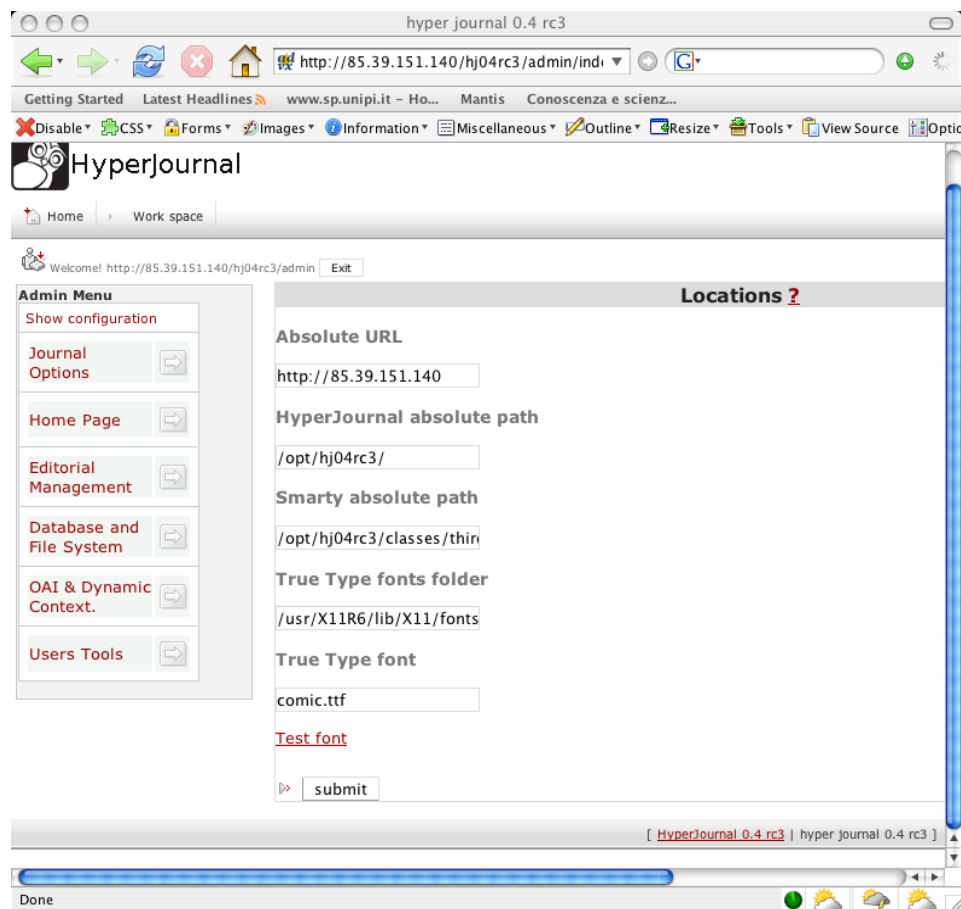 hyper journal 0.4 rc3
http://85.39.151.140/hj04rc3/admin/ind
G
Getting Started Latest Headlines www.sp.unipi.it - Ho... Mantis Conoscenza e scienz...
Disable CSS Forms Images Information Miscellaneous Outline Resize Tools View Source Optio
HyperJournal
Home Work space
Welcome! http://85.39.151.140/hj04rc3/admin Exit
Admin Menu
Show configuration
Journal
Options
Home Page
Editorial
Management
Database and
File System
OAI & Dynamic
Context.
Users Tools
Locations ?
Absolute URL
http://85.39.151.140
HyperJournal absolute path
/opt/hj04rc3/
Smarty absolute path
/opt/hj04rc3/classes/thir
True Type fonts folder
/usr/X11R6/lib/X11/fonts
True Type font
comic.ttf
Test font
submit
[ HyperJournal 0.4 rc3 | hyper journal 0.4 rc3 ]
Done